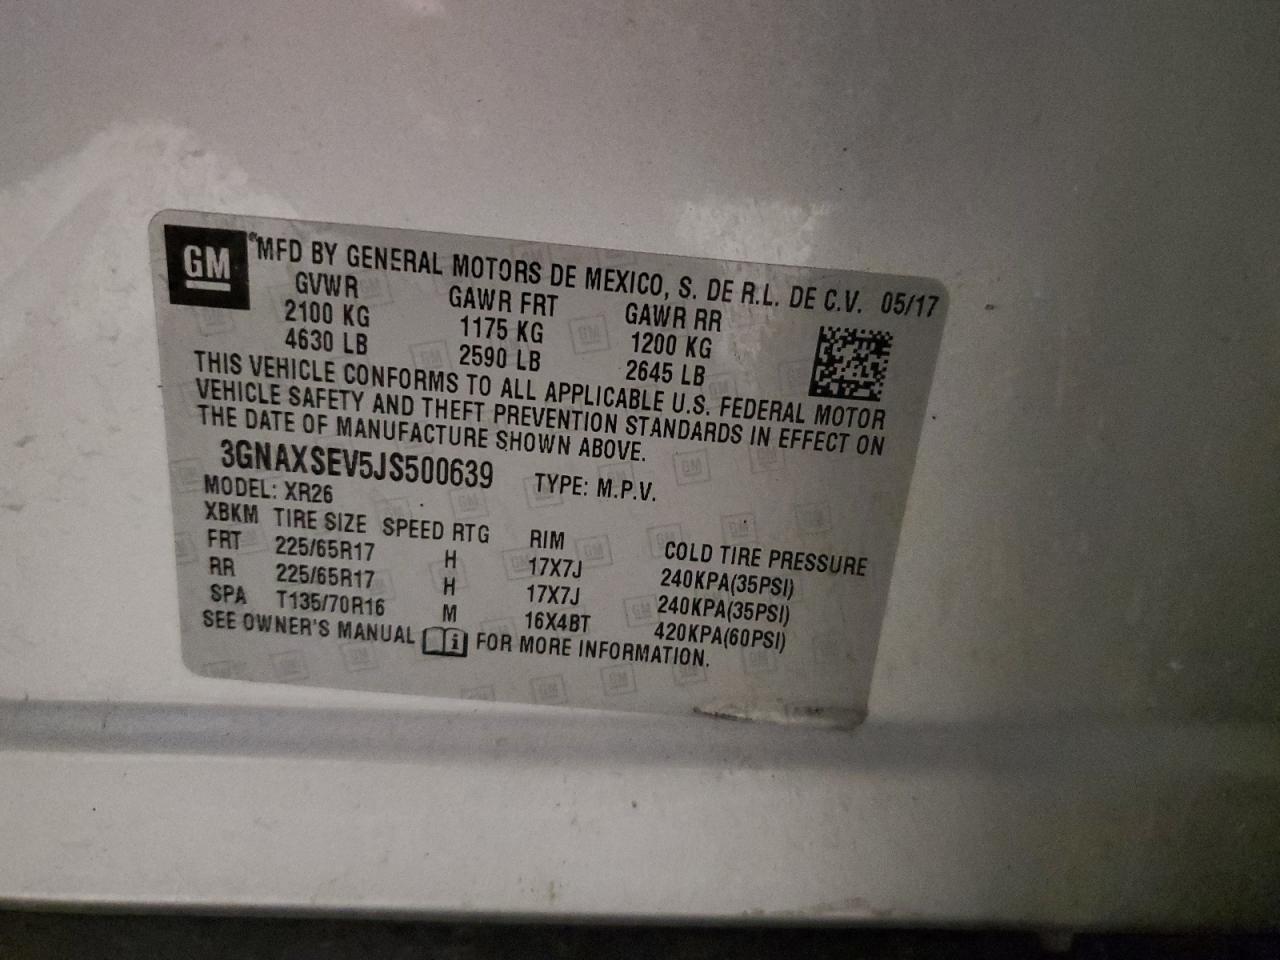 GM
MFD BY GENERAL MOTORS DE MEXICO, S. DE R.L. DE C.V. 05/17
GVWR GAWR FRT GAWR RR
2100 KG 1175 KG 1200 KG
4630 LB 2590 LB 2645 LB
THIS VEHICLE CONFORMS TO ALL APPLICABLE U.S. FEDERAL MOTOR
VEHICLE SAFETY AND THEFT PREVENTION STANDARDS IN EFFECT ON
THE DATE OF MANUFACTURE SHOWN ABOVE.
3GNAXSEV5JS500639 TYPE: M.P.V.
MODEL: XR26
XBKM TIRE SIZE SPEED RTG RIM COLD TIRE PRESSURE
FRT 225/65R17 H 17X7J 240KPA(35PSI)
RR 225/65R17 H 17X7J 240KPA(35PSI)
SPA T135/70R16 M 16X4BT 420KPA(60PSI)
SEE OWNER'S MANUAL i FOR MORE INFORMATION.